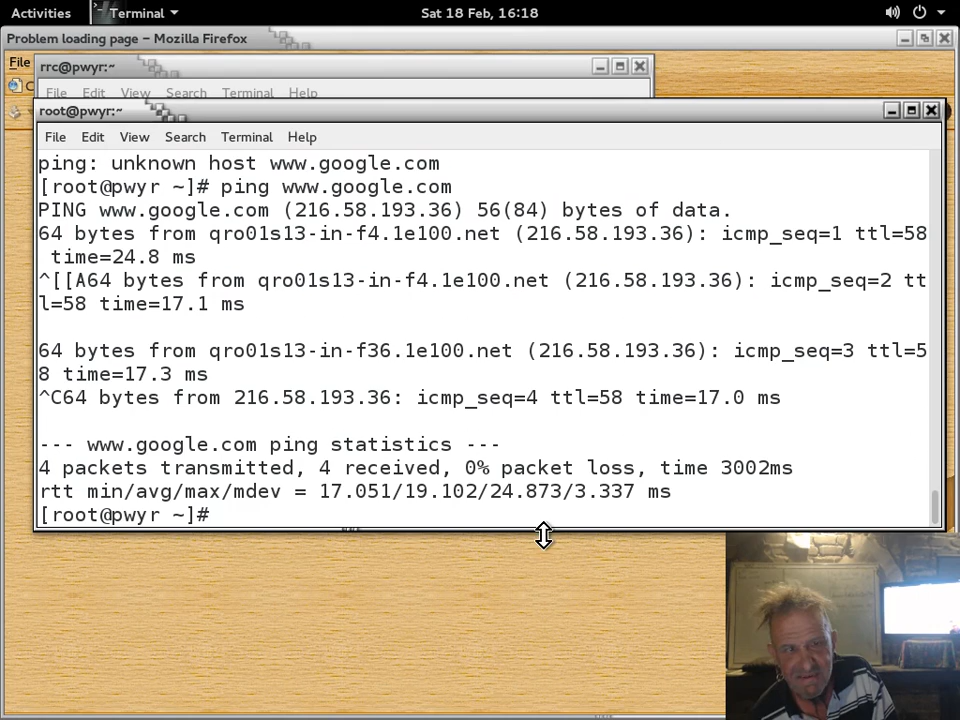 Activities Terminal Sat 18 Feb, 16:18
Problem loading page – Mozilla Firefox
File
rrc@pwyr:~
File Edit View Search Terminal Help
root@pwyr:~
File Edit View Search Terminal Help
ping: unknown host www.google.com
[root@pwyr ~]# ping www.google.com
PING www.google.com (216.58.193.36) 56(84) bytes of data.
64 bytes from qro01s13-in-f4.1e100.net (216.58.193.36): icmp_seq=1 ttl=58
 time=24.8 ms
^[[A64 bytes from qro01s13-in-f4.1e100.net (216.58.193.36): icmp_seq=2 tt
l=58 time=17.1 ms
64 bytes from qro01s13-in-f36.1e100.net (216.58.193.36): icmp_seq=3 ttl=5
8 time=17.3 ms
^C64 bytes from 216.58.193.36: icmp_seq=4 ttl=58 time=17.0 ms
--- www.google.com ping statistics ---
4 packets transmitted, 4 received, 0% packet loss, time 3002ms
rtt min/avg/max/mdev = 17.051/19.102/24.873/3.337 ms
[root@pwyr ~]#